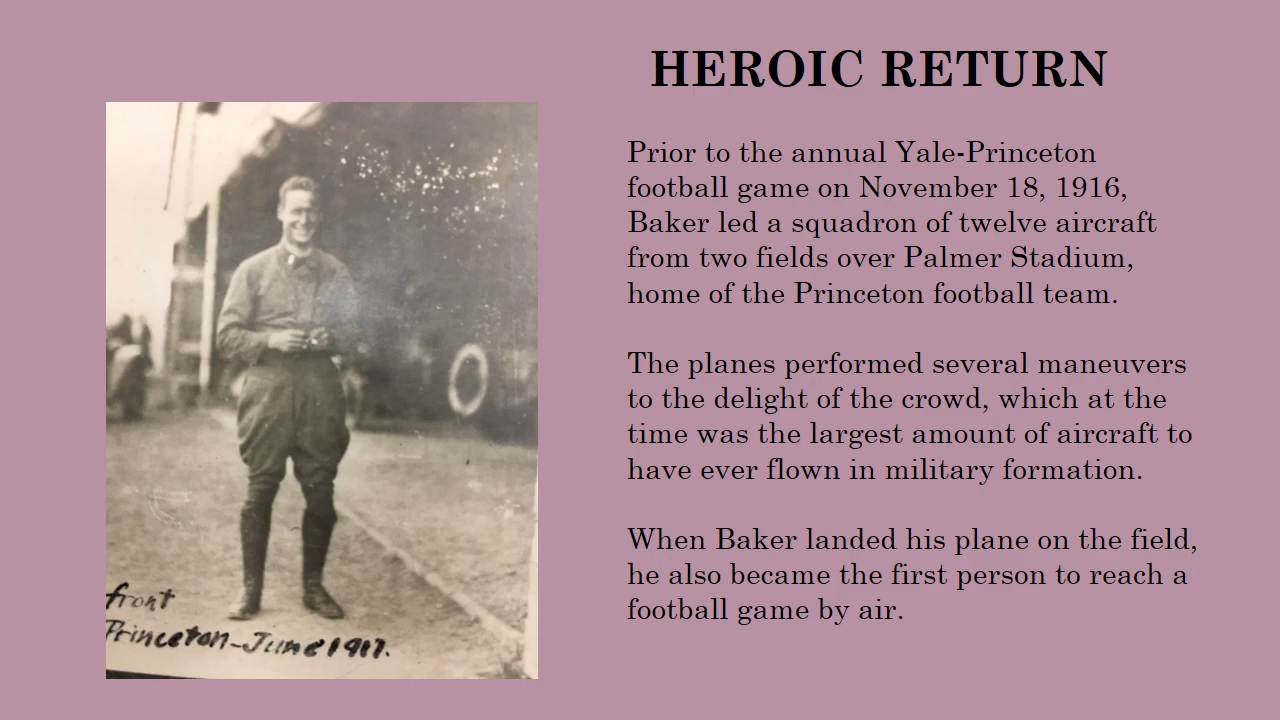 HEROIC RETURN
Prior to the annual Yale-Princeton
football game on November 18, 1916,
Baker led a squadron of twelve aircraft
from two fields over Palmer Stadium,
home of the Princeton football team.
The planes performed several maneuvers
to the delight of the crowd, which at the
time was the largest amount of aircraft to
have ever flown in military formation.
When Baker landed his plane on the field,
he also became the first person to reach a
football game by air.
front
Princeton-June 1917.